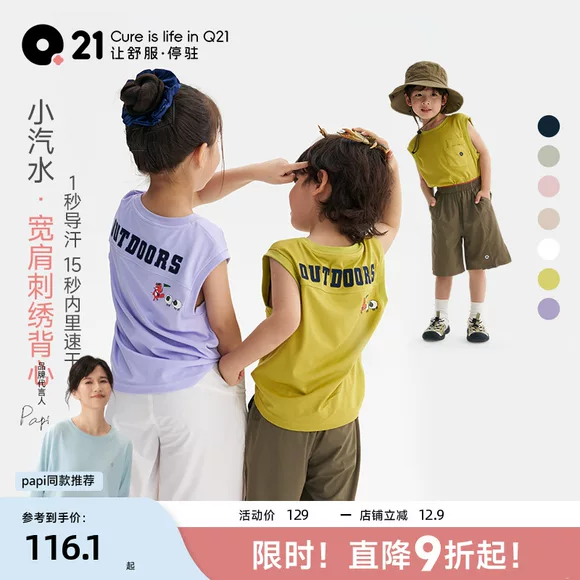 Q 21
Cure is life in Q21
让舒服·停驻
小汽水·宽肩刺绣背心
1秒导汗 15秒内里速干
OUTDOORS
OUTDOORS
品牌代言人
Papi
papi同款推荐
参考到手价:
116.1 起
活动价 129 — 店铺立减 12.9
限时！直降9折起！